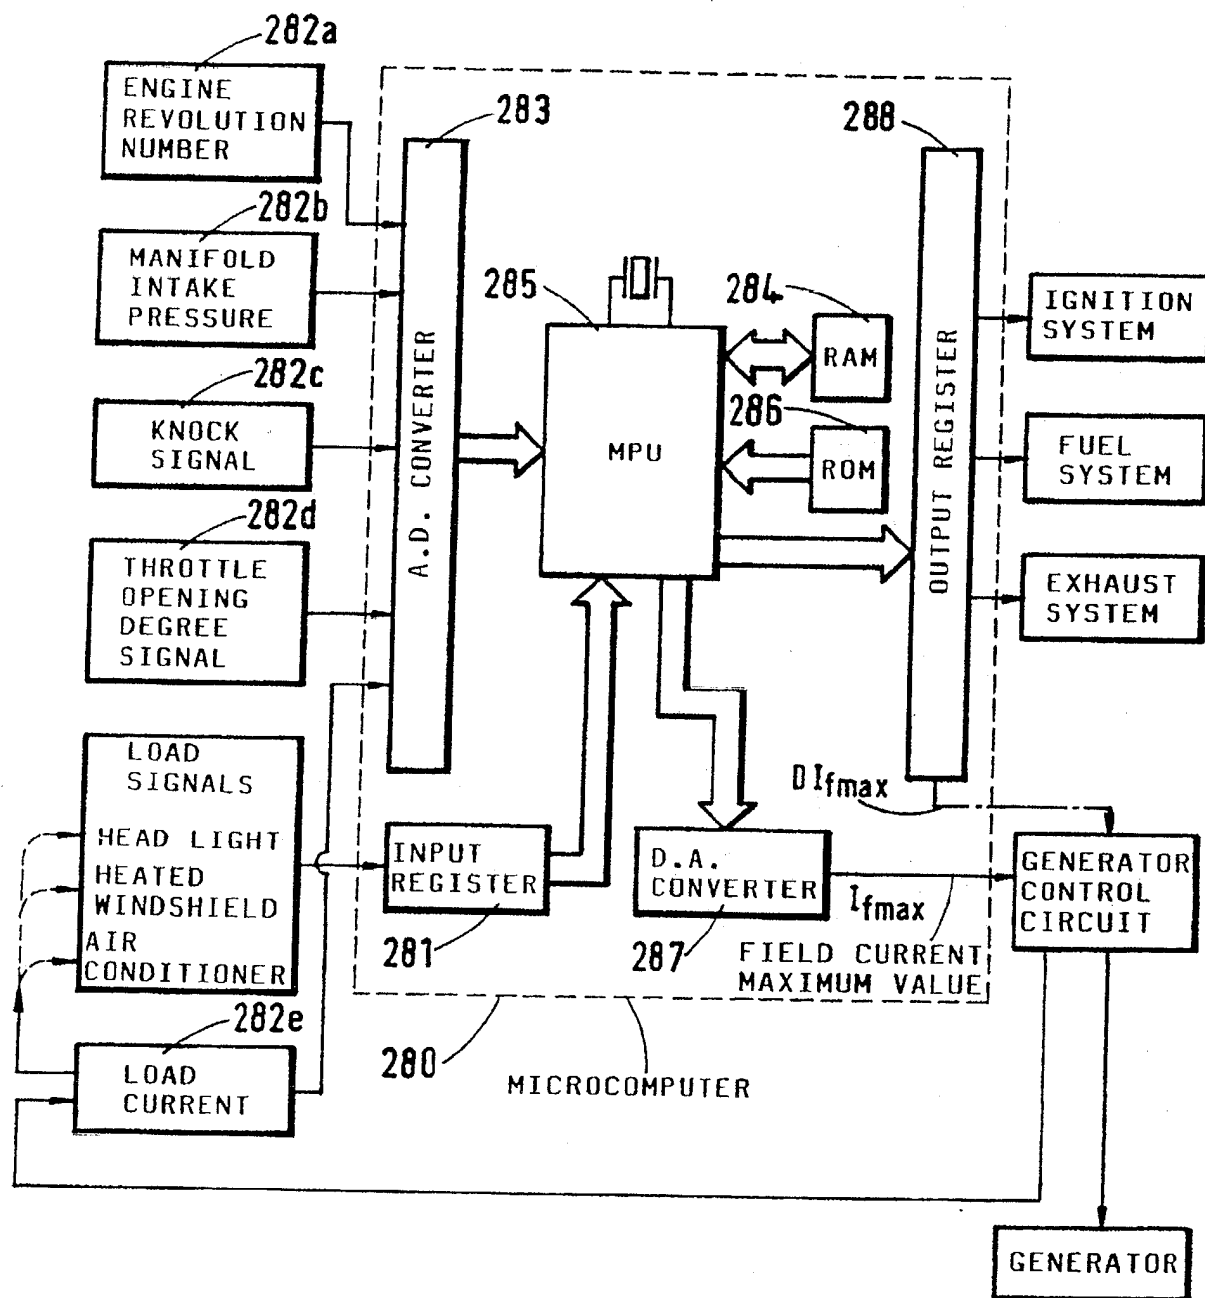 282a
ENGINE
REVOLUTION
NUMBER
283
288
282b
MANIFOLD
INTAKE
PRESSURE
285
284
IGNITION
SYSTEM
RAM
282c
KNOCK
SIGNAL
A.D. CONVERTER
MPU
286
ROM
OUTPUT REGISTER
FUEL
SYSTEM
282d
THROTTLE
OPENING
DEGREE
SIGNAL
EXHAUST
SYSTEM
LOAD
SIGNALS
HEAD LIGHT
HEATED
WINDSHIELD
AIR
CONDITIONER
DIfmax
INPUT
REGISTER
281
D.A.
CONVERTER
287
Ifmax
GENERATOR
CONTROL
CIRCUIT
FIELD CURRENT
MAXIMUM VALUE
282e
LOAD
CURRENT
280
MICROCOMPUTER
GENERATOR